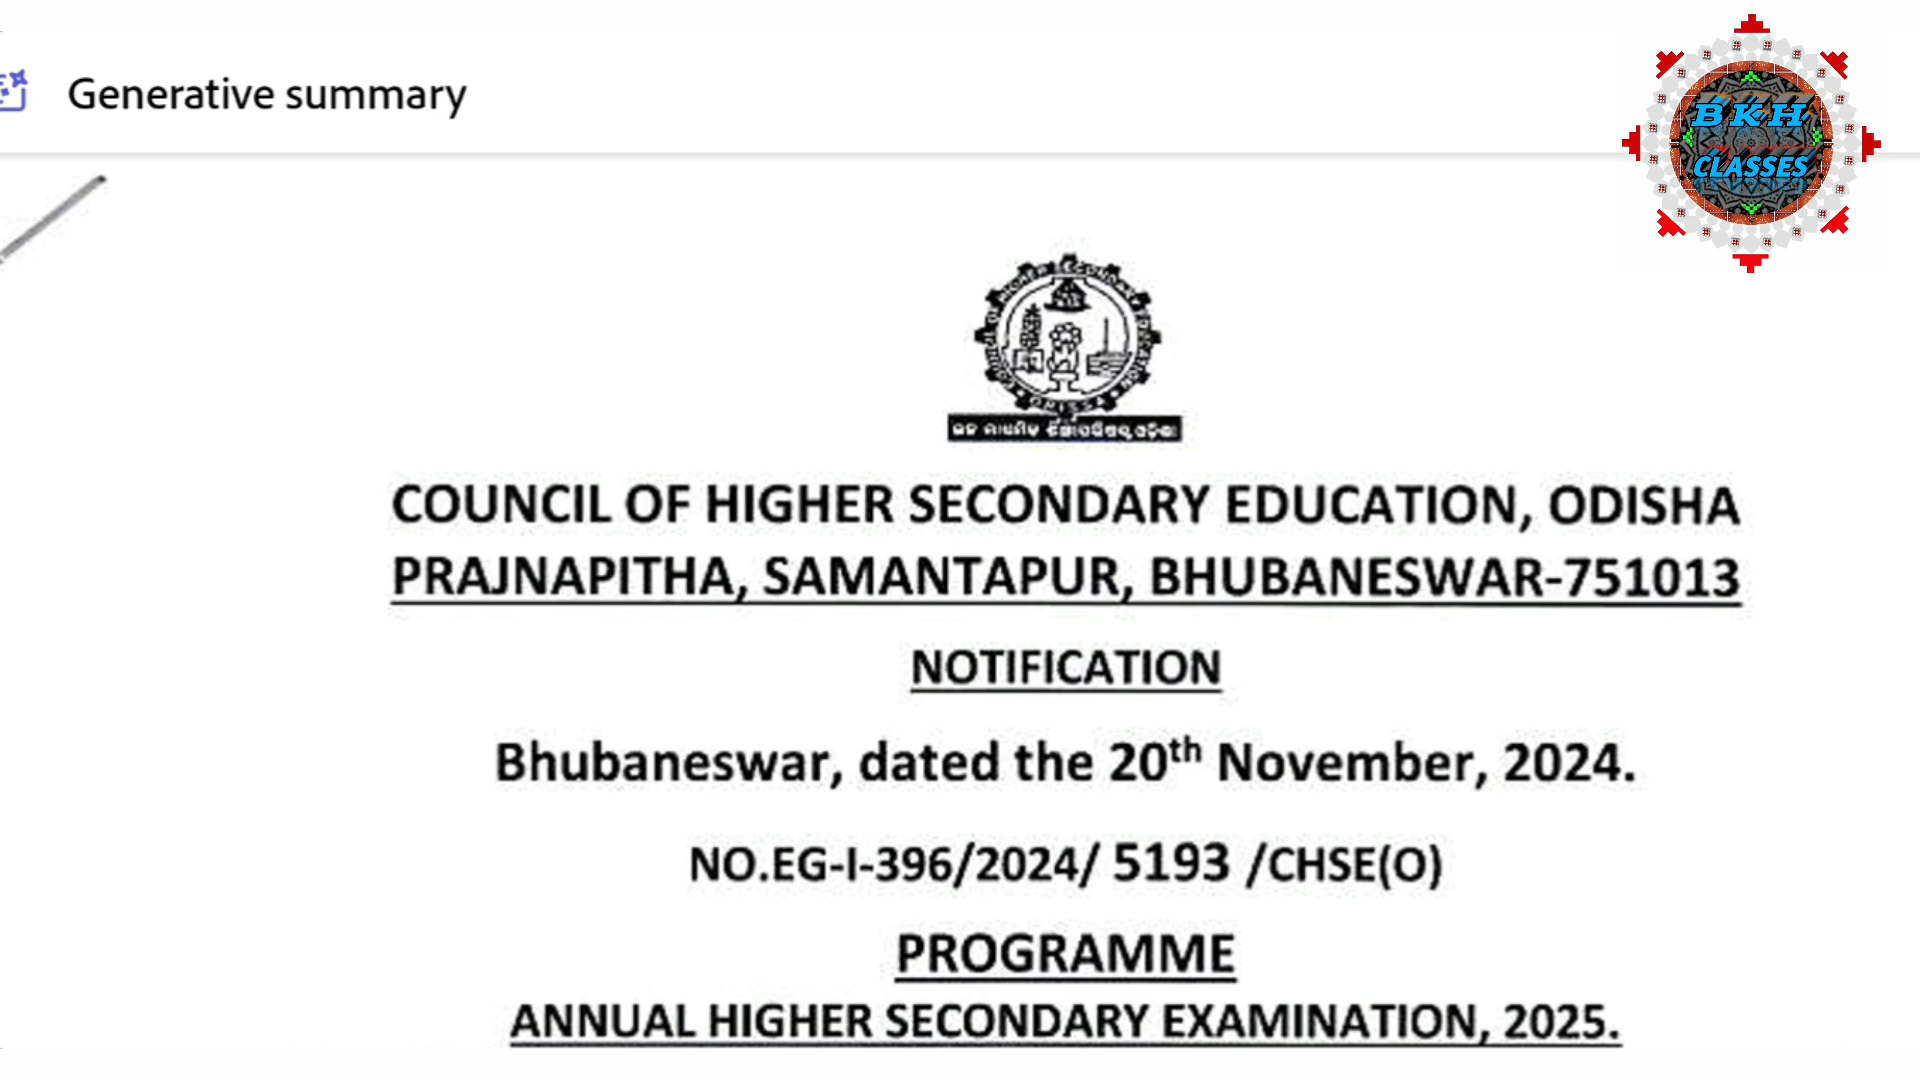 Generative summary
BKH
CLASSES
COUNCIL OF HIGHER SECONDARY EDUCATION, ODISHA
PRAJNAPITHA, SAMANTAPUR, BHUBANESWAR-751013
NOTIFICATION
Bhubaneswar, dated the 20th November, 2024.
NO.EG-I-396/2024/ 5193 /CHSE(O)
PROGRAMME
ANNUAL HIGHER SECONDARY EXAMINATION, 2025.